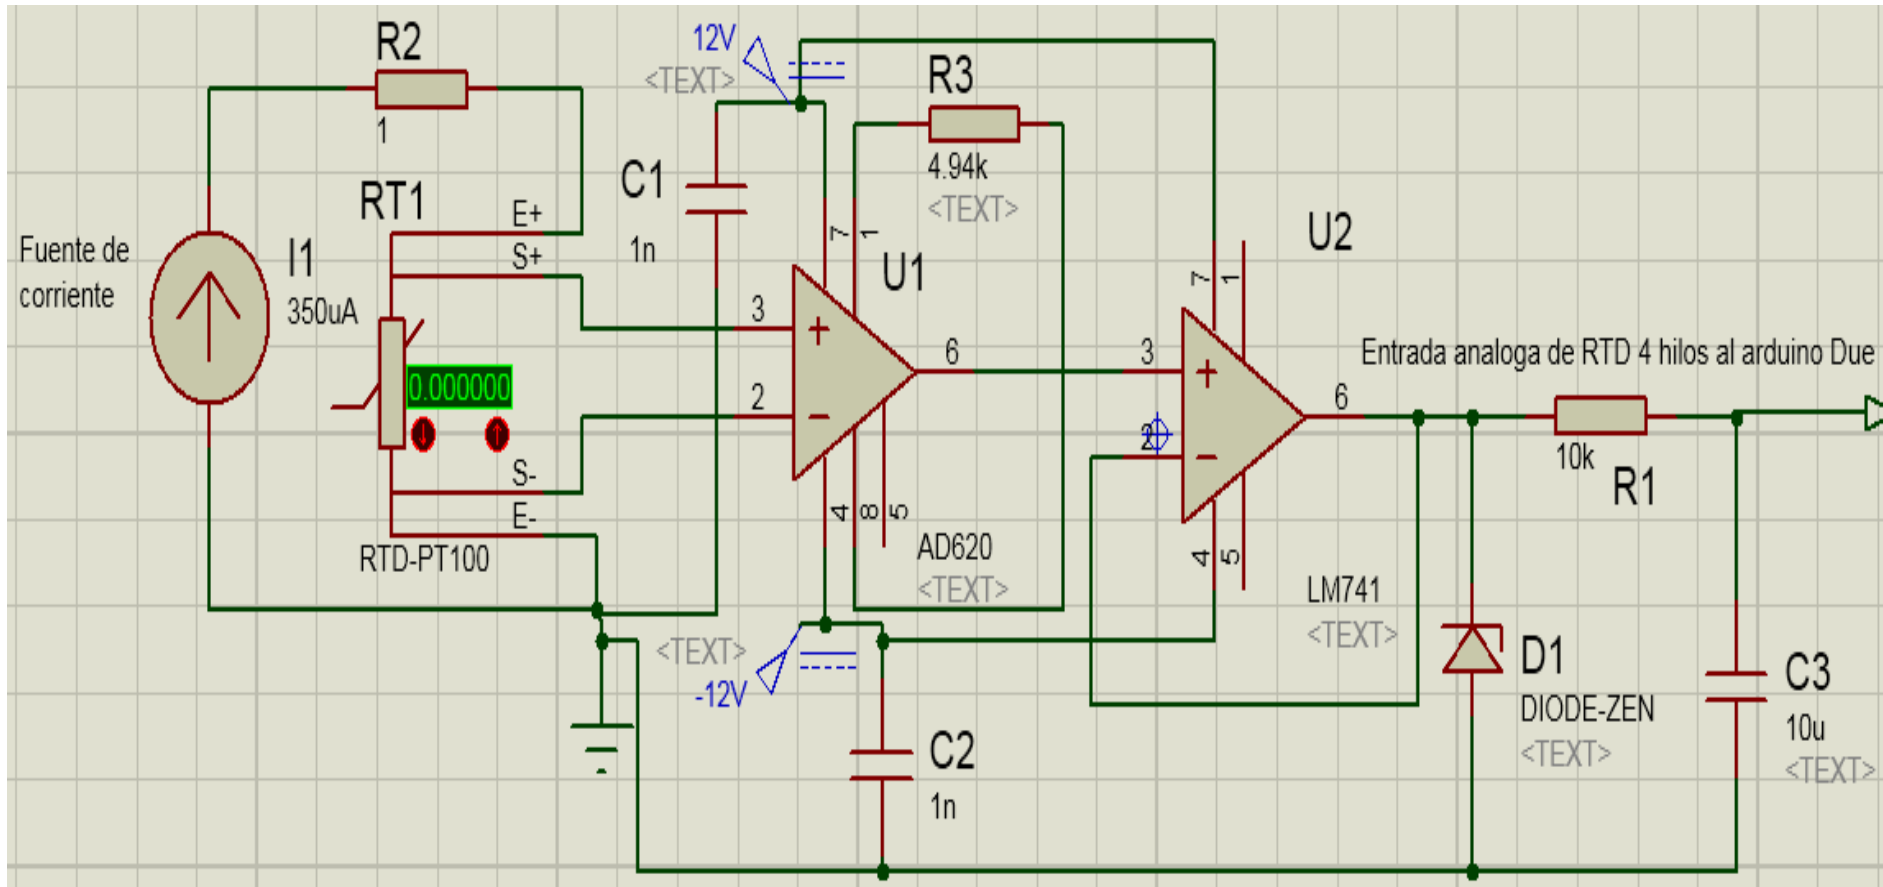 R2
1
12V
<TEXT>
R3
4.94k
<TEXT>
C1
1n
RT1
E+
S+
Fuente de
corriente
I1
350uA
0.000000
S-
E-
RTD-PT100
7
1
3
2
6
4
8
5
U1
AD620
<TEXT>
<TEXT>
-12V
C2
1n
U2
7
1
3
2
6
4
5
LM741
<TEXT>
Entrada analoga de RTD 4 hilos al arduino Due
10k
R1
D1
DIODE-ZEN
<TEXT>
C3
10u
<TEXT>